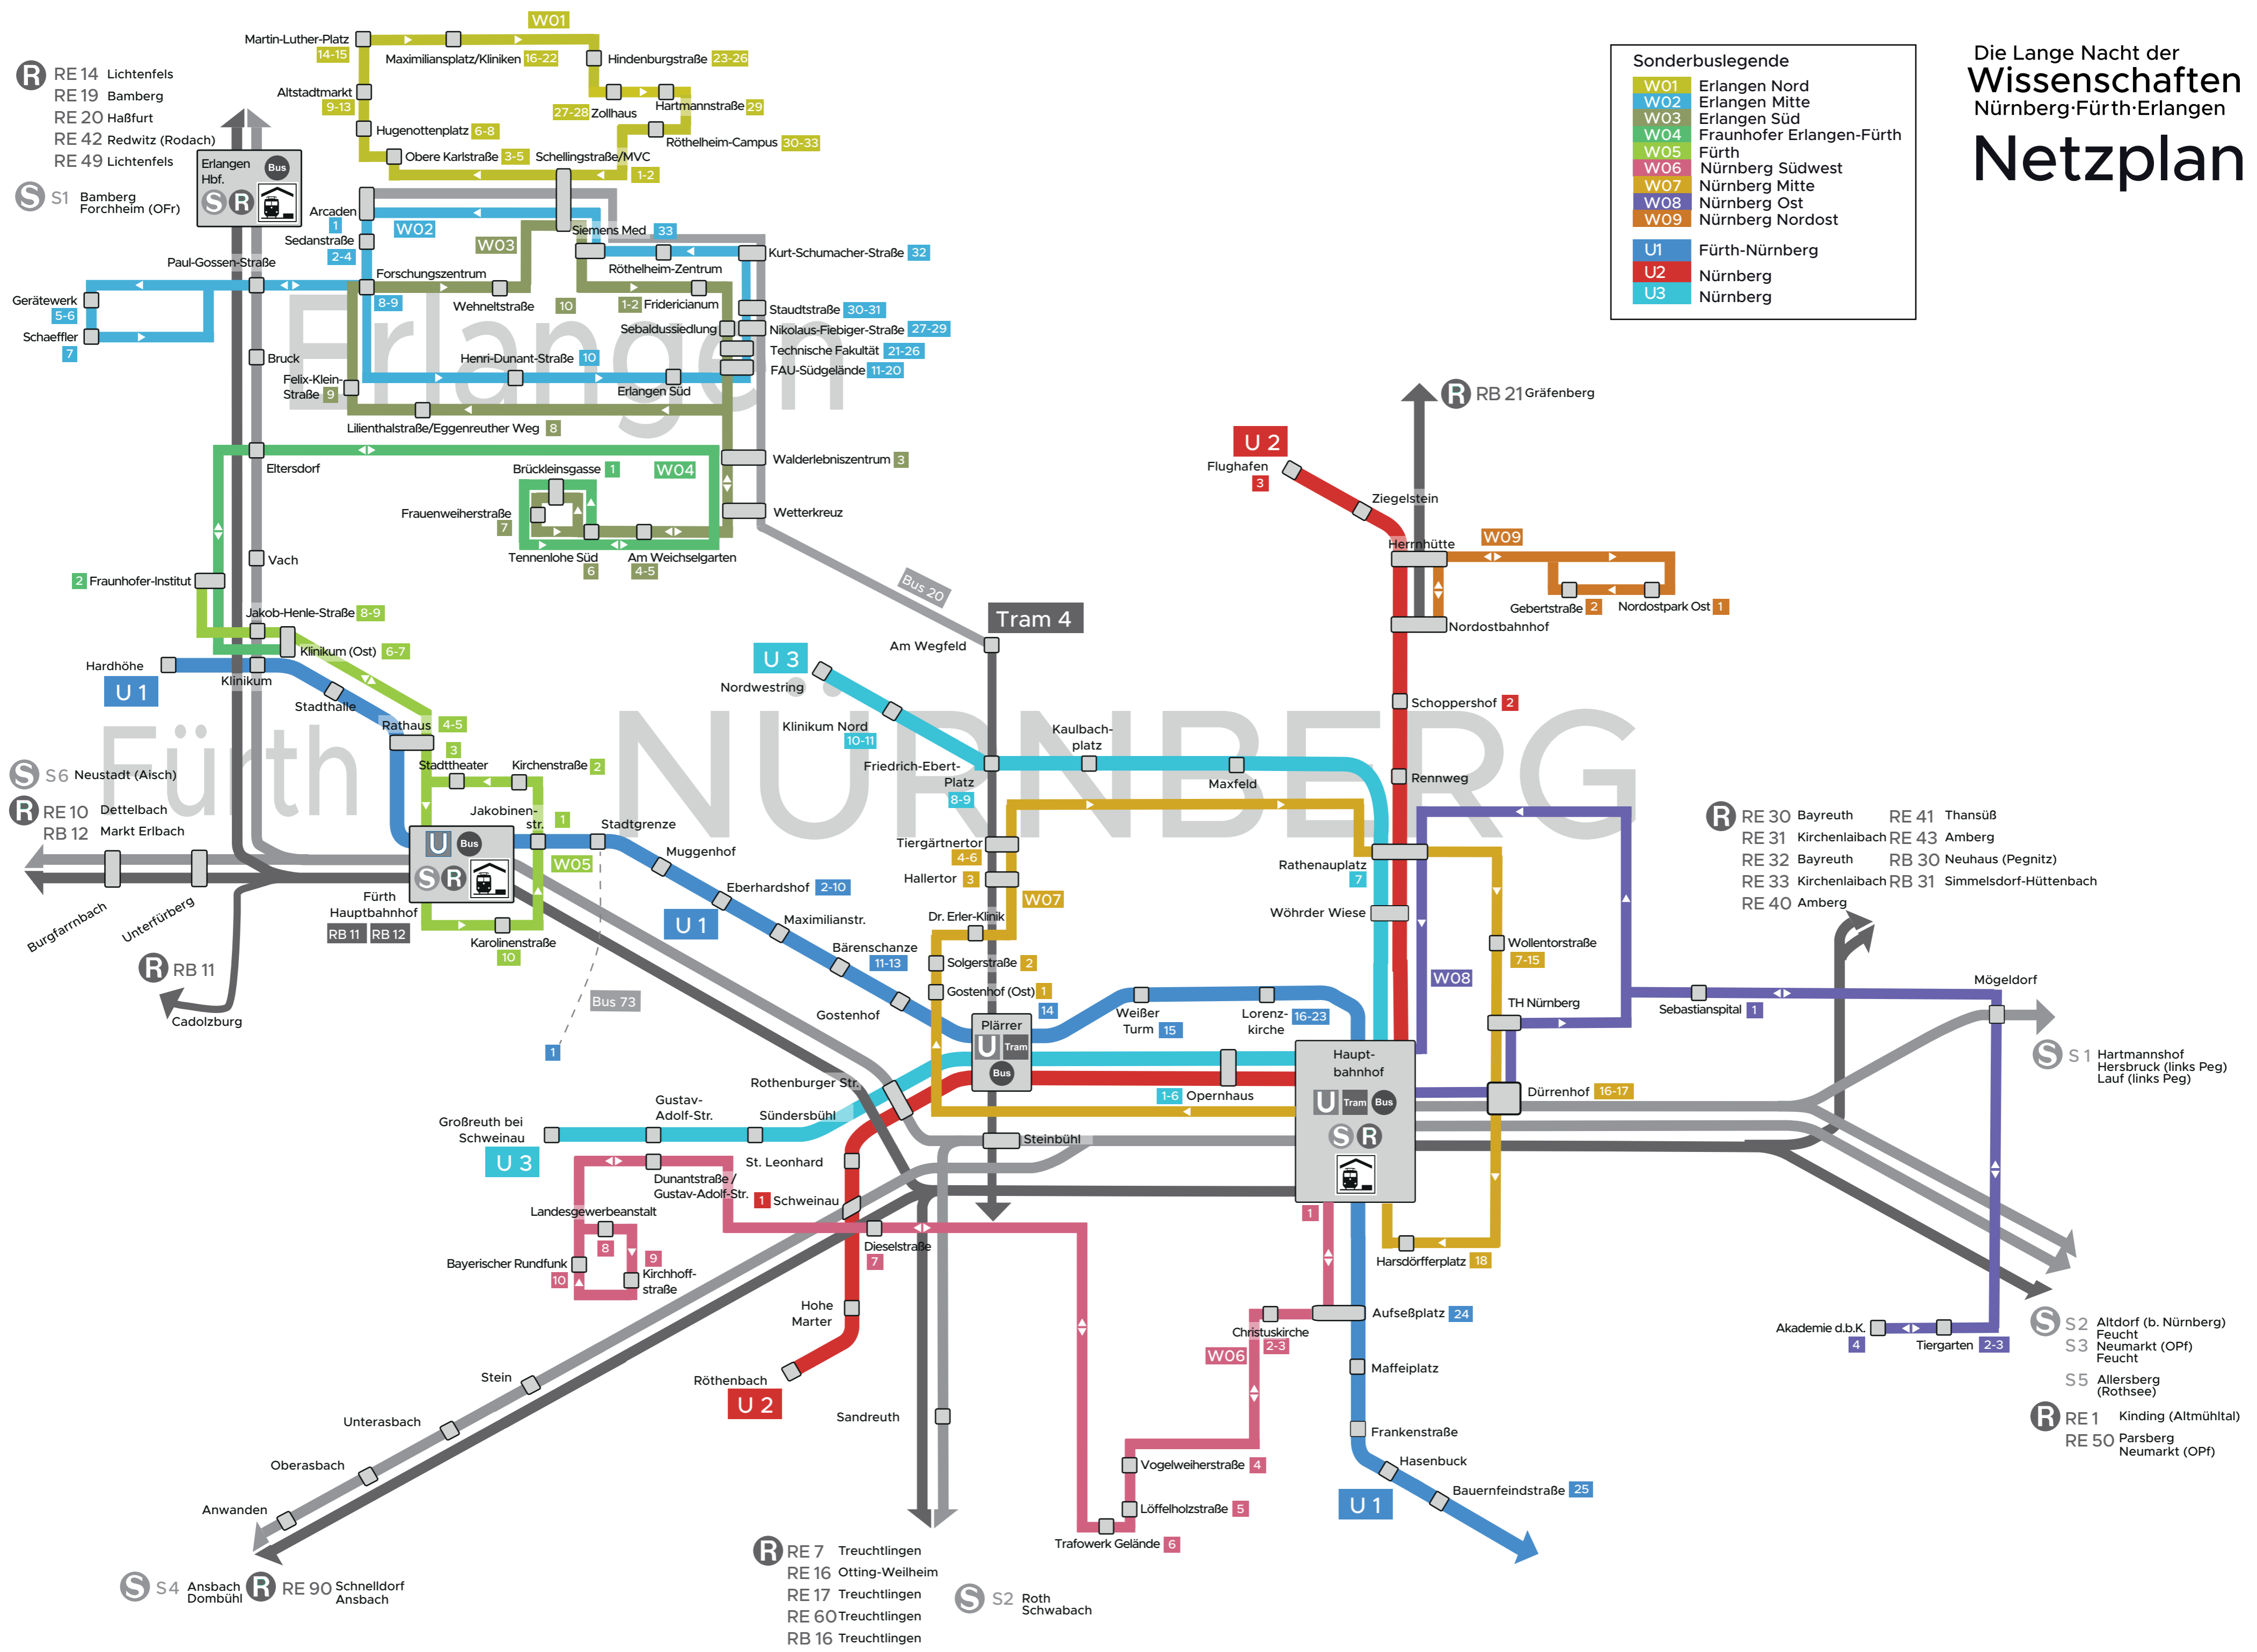 Die Lange Nacht der
Wissenschaften
Nürnberg·Fürth·Erlangen
Netzplan
Sonderbuslegende
W01 Erlangen Nord
W02 Erlangen Mitte
W03 Erlangen Süd
W04 Fraunhofer Erlangen-Fürth
W05 Fürth
W06 Nürnberg Südwest
W07 Nürnberg Mitte
W08 Nürnberg Ost
W09 Nürnberg Nordost
U1 Fürth-Nürnberg
U2 Nürnberg
U3 Nürnberg
R RE 14 Lichtenfels
RE 19 Bamberg
RE 20 Haßfurt
RE 42 Redwitz (Rodach)
RE 49 Lichtenfels
S S1 Bamberg
Forchheim (OFr)
Erlangen
Hbf.
Bus
S R
W01
Martin-Luther-Platz
14-15
Maximiliansplatz/Kliniken 16-22
Hindenburgstraße 23-26
Altstadtmarkt
9-13
27-28 Zollhaus
Hartmannstraße 29
Hugenottenplatz 6-8
Röthelheim-Campus 30-33
Obere Karlstraße 3-5
Schellingstraße/MVC
1-2
Arcaden
1
W02
Sedanstraße
2-4
W03
Siemens Med 33
Kurt-Schumacher-Straße 32
Röthelheim-Zentrum
Paul-Gossen-Straße
Forschungszentrum
8-9
Wehneltstraße
10
1-2 Fridericianum
Gerätewerk
5-6
Schaeffler
7
Erlangen
Staudtstraße 30-31
Sebaldussiedlung
Nikolaus-Fiebiger-Straße 27-29
Technische Fakultät 21-26
FAU-Südgelände 11-20
Bruck
Henri-Dunant-Straße 10
Erlangen Süd
Felix-Klein-
Straße 9
Lilienthalstraße/Eggenreuther Weg 8
Eltersdorf
Brückleinsgasse 1
W04
Walderlebniszentrum 3
Frauenweiherstraße
7
Wetterkreuz
Tennenlohe Süd
6
Am Weichselgarten
4-5
Vach
2 Fraunhofer-Institut
Jakob-Henle-Straße 8-9
Klinikum (Ost) 6-7
Bus 20
Tram 4
Am Wegfeld
Hardhöhe
U 1
Klinikum
Stadthalle
Rathaus 4-5
3
Stadttheater
Kirchenstraße 2
Fürth
NÜRNBERG
S S6 Neustadt (Aisch)
R RE 10 Dettelbach
RB 12 Markt Erlbach
Burgfarrnbach
Unterfürberg
R RB 11
Cadolzburg
U Bus
S R
Fürth
Hauptbahnhof
RB 11 RB 12
Jakobinen-
str. 1
W05
Karolinenstraße
10
Stadtgrenze
Muggenhof
Eberhardshof 2-10
U 1
Maximilianstr.
Bärenschanze
11-13
Gostenhof
Bus 73
1
U 3
Nordwestring
Klinikum Nord
10-11
Friedrich-Ebert-
Platz
8-9
Kaulbach-
platz
Maxfeld
Tiergärtnertor
4-6
Hallertor 3
W07
Dr. Erler-Klinik
Solgerstraße 2
Gostenhof (Ost) 1
14
Plärrer
U Tram
Bus
Weißer
Turm 15
Lorenz-
kirche
16-23
1-6 Opernhaus
Haupt-
bahnhof
U Tram Bus
S R
U 2
Flughafen
3
Ziegelstein
R RB 21 Gräfenberg
Herrnhütte
W09
Gebertstraße 2
Nordostpark Ost 1
Nordostbahnhof
Schoppershof 2
Rennweg
Rathenauplatz
7
Wöhrder Wiese
W08
Wollentorstraße
7-15
TH Nürnberg
Sebastianspital 1
Mögeldorf
Dürrenhof 16-17
R RE 30 Bayreuth
RE 31 Kirchenlaibach
RE 32 Bayreuth
RE 33 Kirchenlaibach
RE 40 Amberg
RE 41 Thansüß
RE 43 Amberg
RB 30 Neuhaus (Pegnitz)
RB 31 Simmelsdorf-Hüttenbach
S S 1 Hartmannshof
Hersbruck (links Peg)
Lauf (links Peg)
Akademie d.b.K.
4
Tiergarten 2-3
S S2 Altdorf (b. Nürnberg)
Feucht
S3 Neumarkt (OPf)
Feucht
S5 Allersberg
(Rothsee)
R RE 1 Kinding (Altmühltal)
RE 50 Parsberg
Neumarkt (OPf)
Rothenburger Str.
Großreuth bei
Schweinau
U 3
Gustav-
Adolf-Str.
Sündersbühl
Steinbühl
St. Leonhard
1 Schweinau
Dunantstraße /
Gustav-Adolf-Str.
Landesgewerbeanstalt
8
9
Bayerischer Rundfunk
10
Kirchhoff-
straße
Dieselstraße
7
Hohe
Marter
Röthenbach
U 2
Sandreuth
1
Harsdörfferplatz 18
Aufseßplatz 24
Christuskirche
2-3
W06
Maffeiplatz
Frankenstraße
Hasenbuck
Bauernfeindstraße 25
U 1
Vogelweiherstraße 4
Löffelholzstraße 5
Trafowerk Gelände 6
Stein
Unterasbach
Oberasbach
Anwanden
S S4 Ansbach
Dombühl
R RE 90 Schnelldorf
Ansbach
R RE 7 Treuchtlingen
RE 16 Otting-Weilheim
RE 17 Treuchtlingen
RE 60 Treuchtlingen
RB 16 Treuchtlingen
S S2 Roth
Schwabach